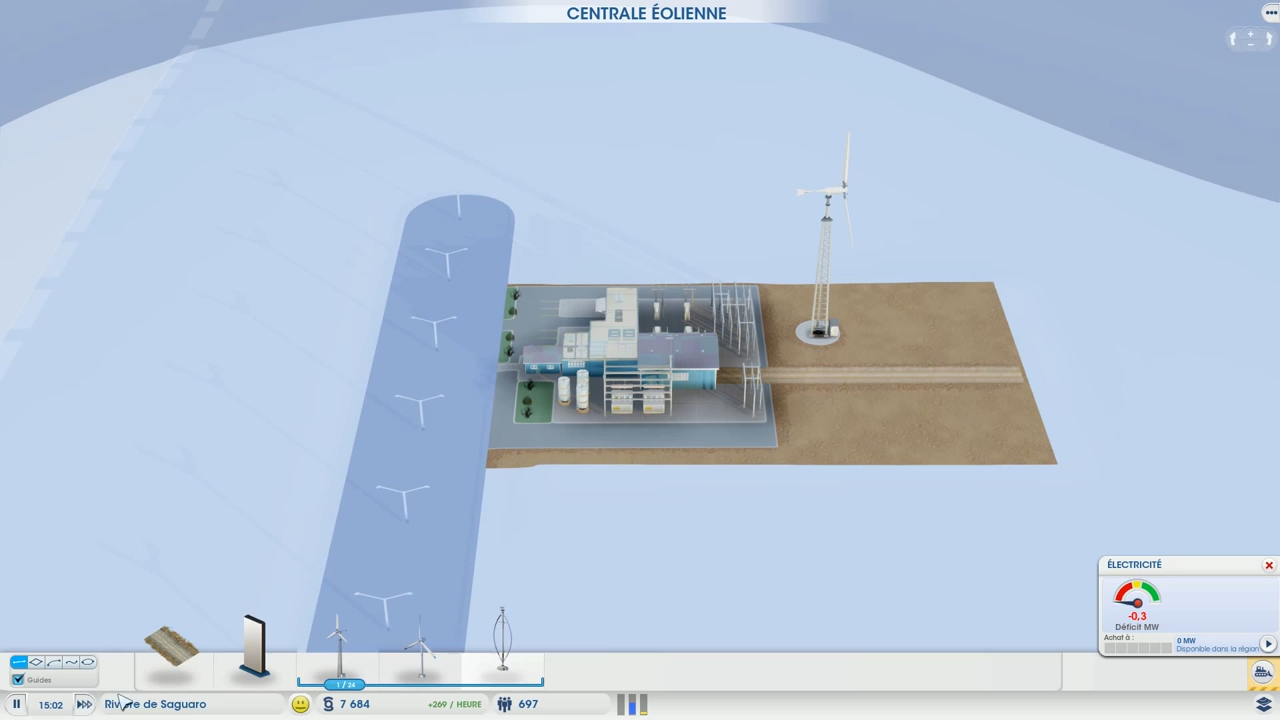 CENTRALE ÉOLIENNE
ÉLECTRICITÉ
-0,3
Déficit MW
Achat à :
0 MW
Disponible dans la région
Guides
1 / 24
15:02
Rivière de Saguaro
7 684
+269 / HEURE
697